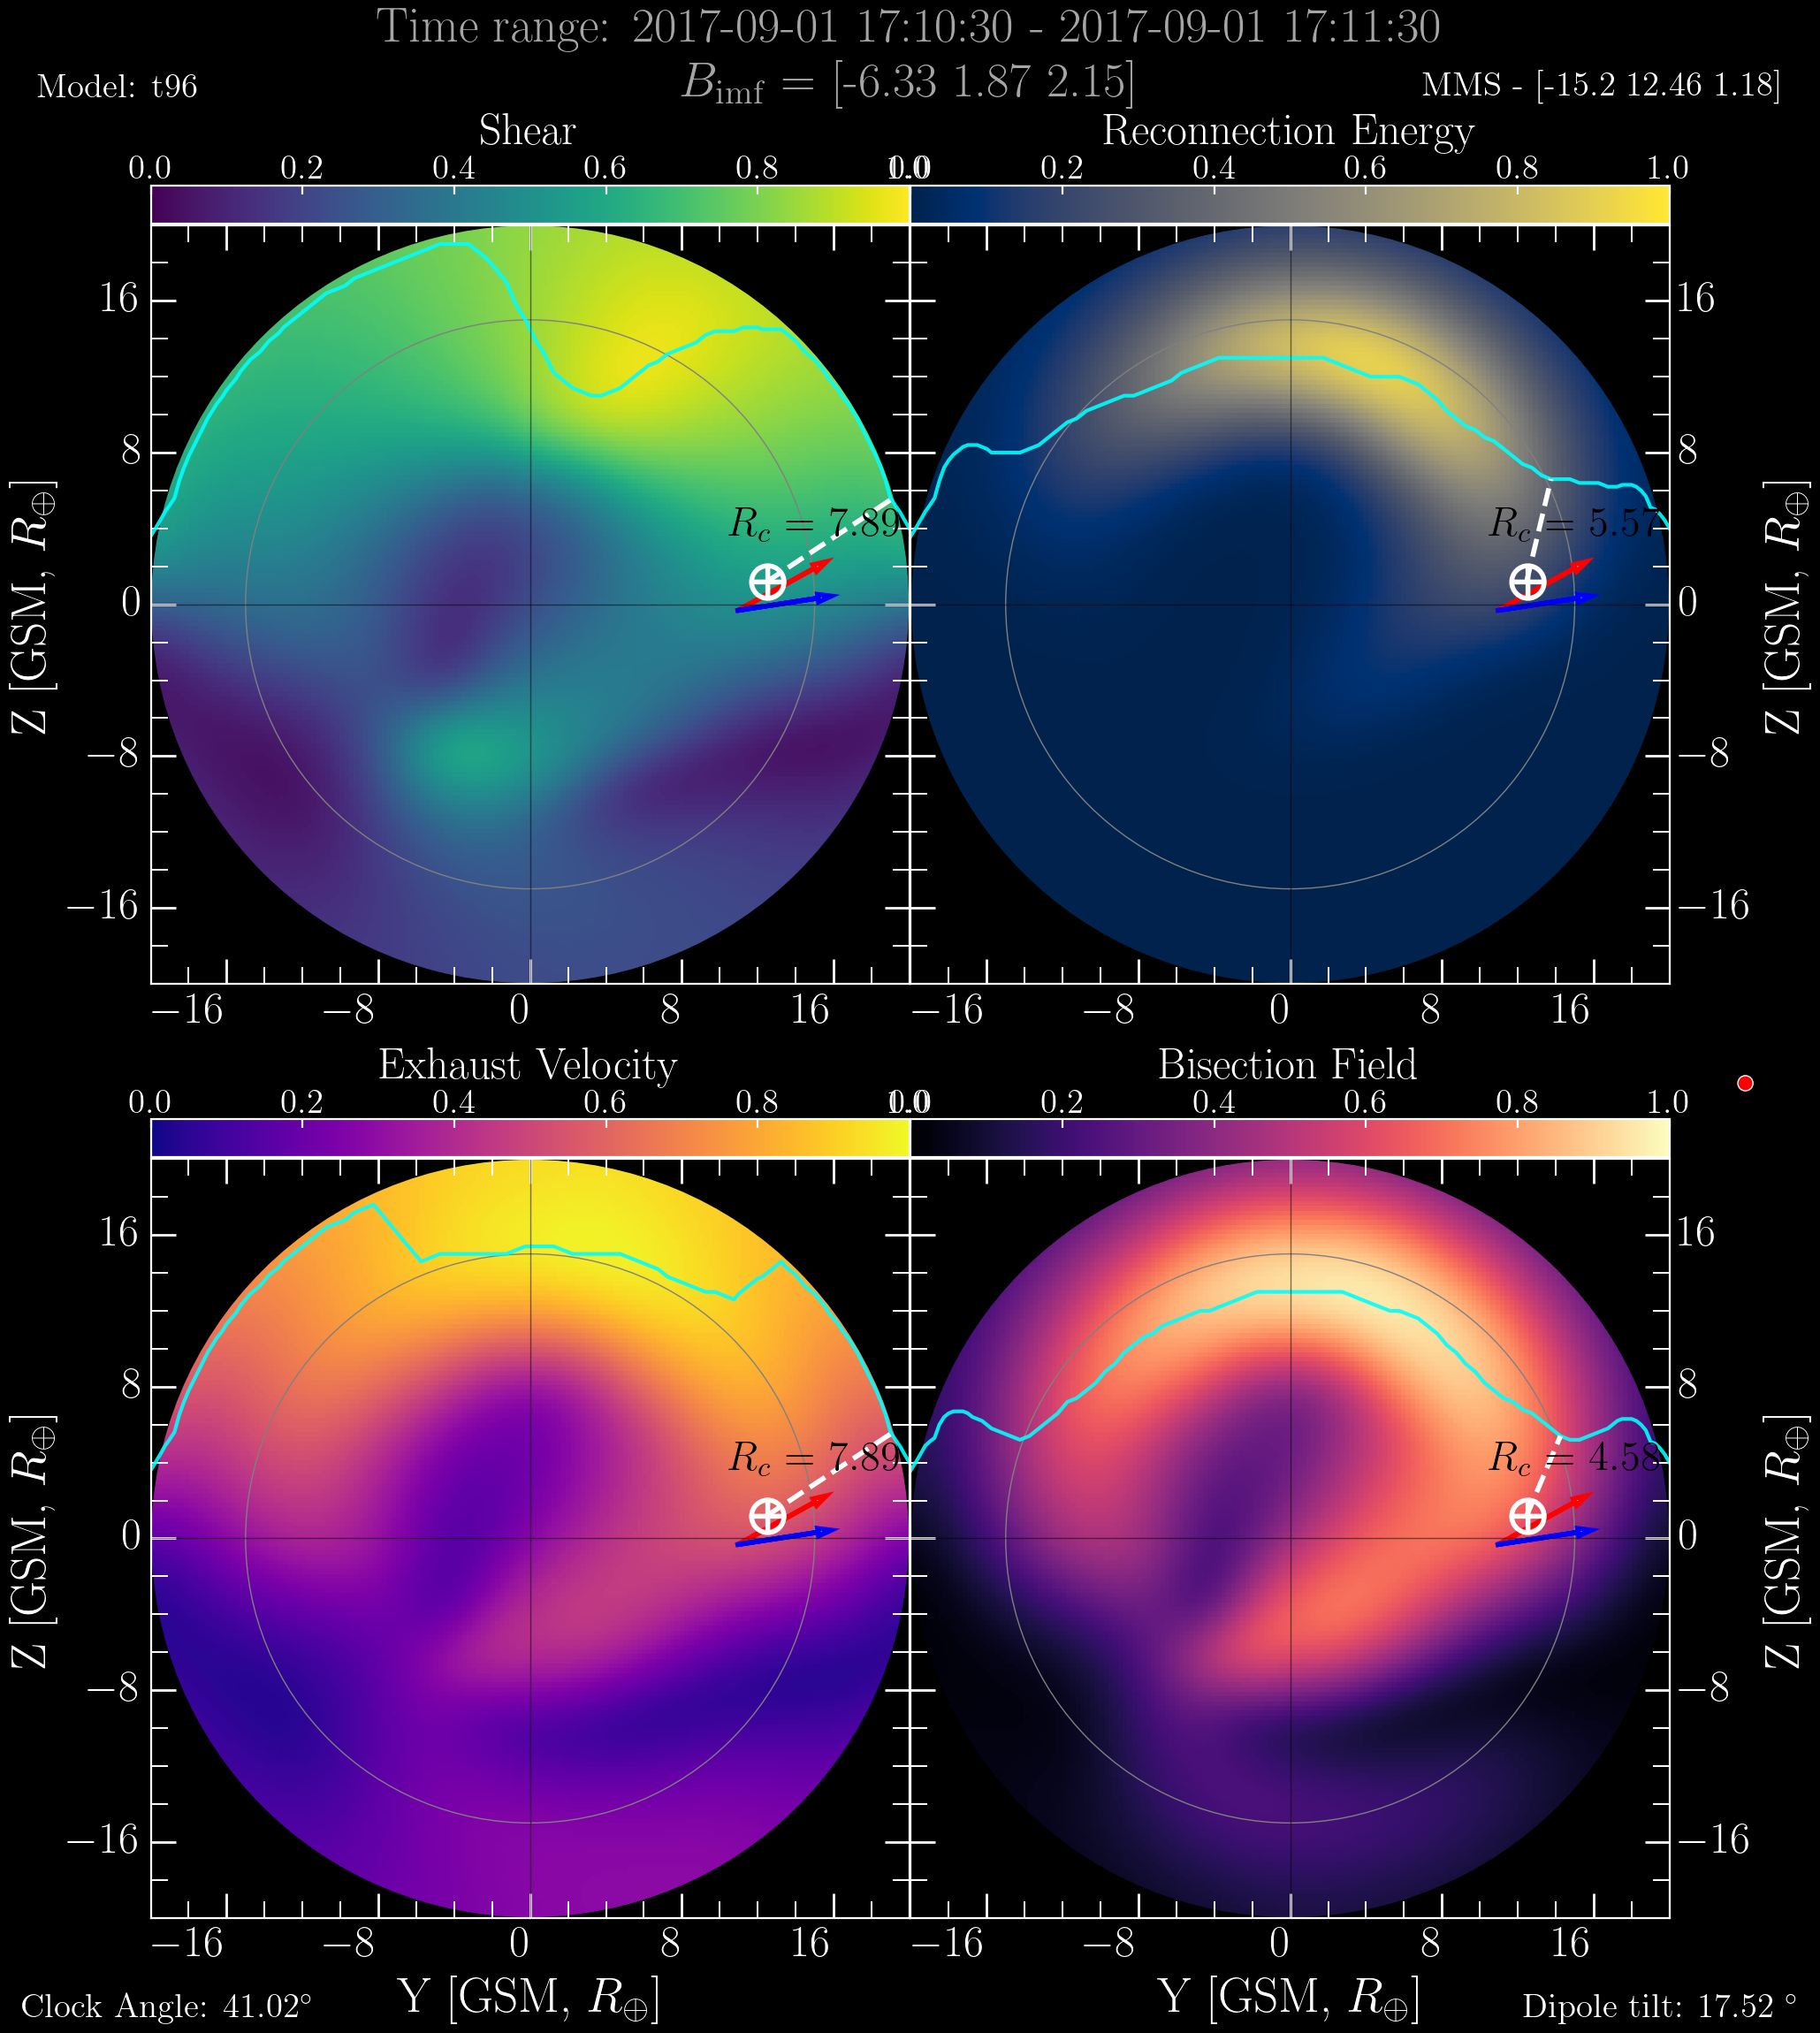 Time range: 2017-09-01 17:10:30 - 2017-09-01 17:11:30
Model: t96
B_imf = [-6.33 1.87 2.15]
MMS - [-15.2 12.46 1.18]
Shear
Reconnection Energy
0.0 0.2 0.4 0.6 0.8 1.0
0.0 0.2 0.4 0.6 0.8 1.0
16
8
0
−8
−16
Z [GSM, R⊕]
R_c = 7.89
R_c = 5.57
16
8
0
−8
−16
Z [GSM, R⊕]
−16 −8 0 8 16
−16 −8 0 8 16
Exhaust Velocity
Bisection Field
0.0 0.2 0.4 0.6 0.8 1.0
0.0 0.2 0.4 0.6 0.8 1.0
16
8
0
−8
−16
Z [GSM, R⊕]
R_c = 7.89
R_c = 4.58
16
8
0
−8
−16
Z [GSM, R⊕]
−16 −8 0 8 16
−16 −8 0 8 16
Y [GSM, R⊕]
Y [GSM, R⊕]
Clock Angle: 41.02°
Dipole tilt: 17.52 °